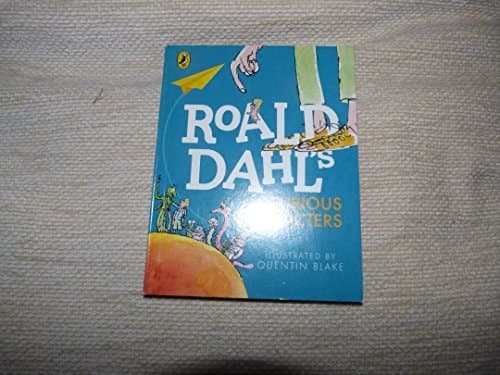 ROALD
DAHL'S
ILLUSTRATED BY
QUENTIN BLAKE